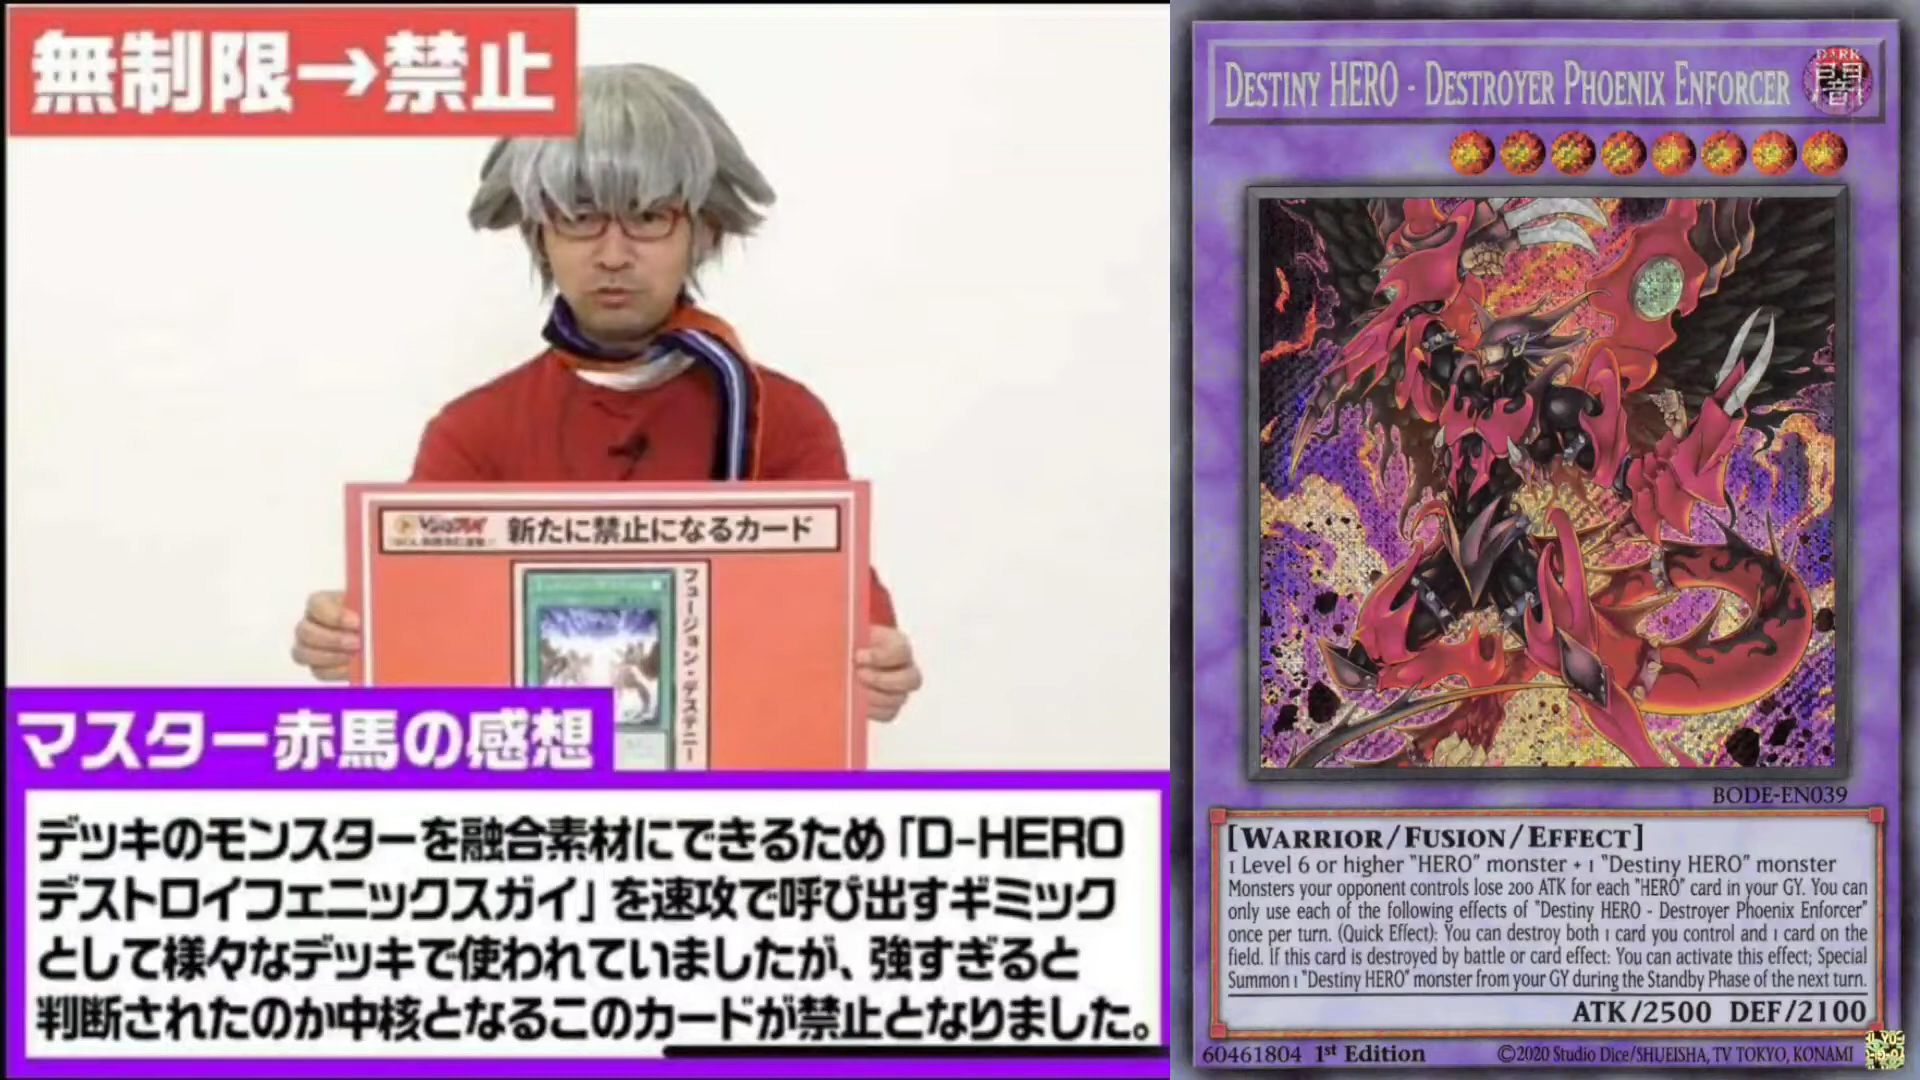 無制限→禁止
新たに禁止になるカード
フュージョン・デステニー
マスター赤馬の感想
デッキのモンスターを融合素材にできるため「D-HERO
デストロイフェニックスガイ」を速攻で呼び出すギミック
として様々なデッキで使われていましたが、強すぎると
判断されたのか中核となるこのカードが禁止となりました。
DESTINY HERO - DESTROYER PHOENIX ENFORCER
DARK
闇
BODE-EN039
[WARRIOR/FUSION/EFFECT]
1 Level 6 or higher "HERO" monster + 1 "Destiny HERO" monster
Monsters your opponent controls lose 200 ATK for each "HERO" card in your GY. You can
only use each of the following effects of "Destiny HERO - Destroyer Phoenix Enforcer"
once per turn. (Quick Effect): You can destroy both 1 card you control and 1 card on the
field. If this card is destroyed by battle or card effect: You can activate this effect; Special
Summon 1 "Destiny HERO" monster from your GY during the Standby Phase of the next turn.
ATK/2500 DEF/2100
60461804 1st Edition ©2020 Studio Dice/SHUEISHA, TV TOKYO, KONAMI